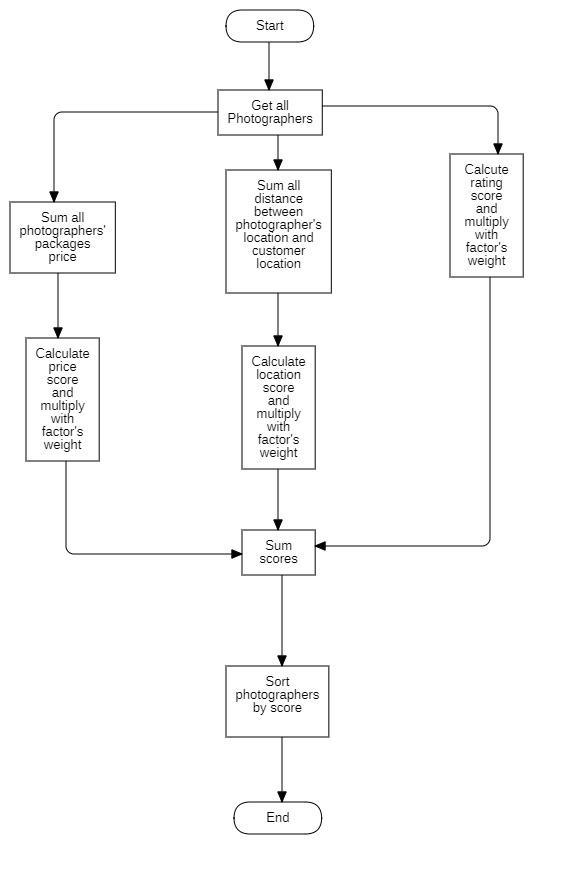 Start
Get all
Photographers
Sum all
photographers'
packages
price
Sum all
distance
between
photographer's
location and
customer
location
Calcute
rating
score
and
multiply
with
factor's
weight
Calculate
price
score
and
multiply
with
factor's
weight
Calculate
location
score
and
multiply
with
factor's
weight
Sum
scores
Sort
photographers
by score
End